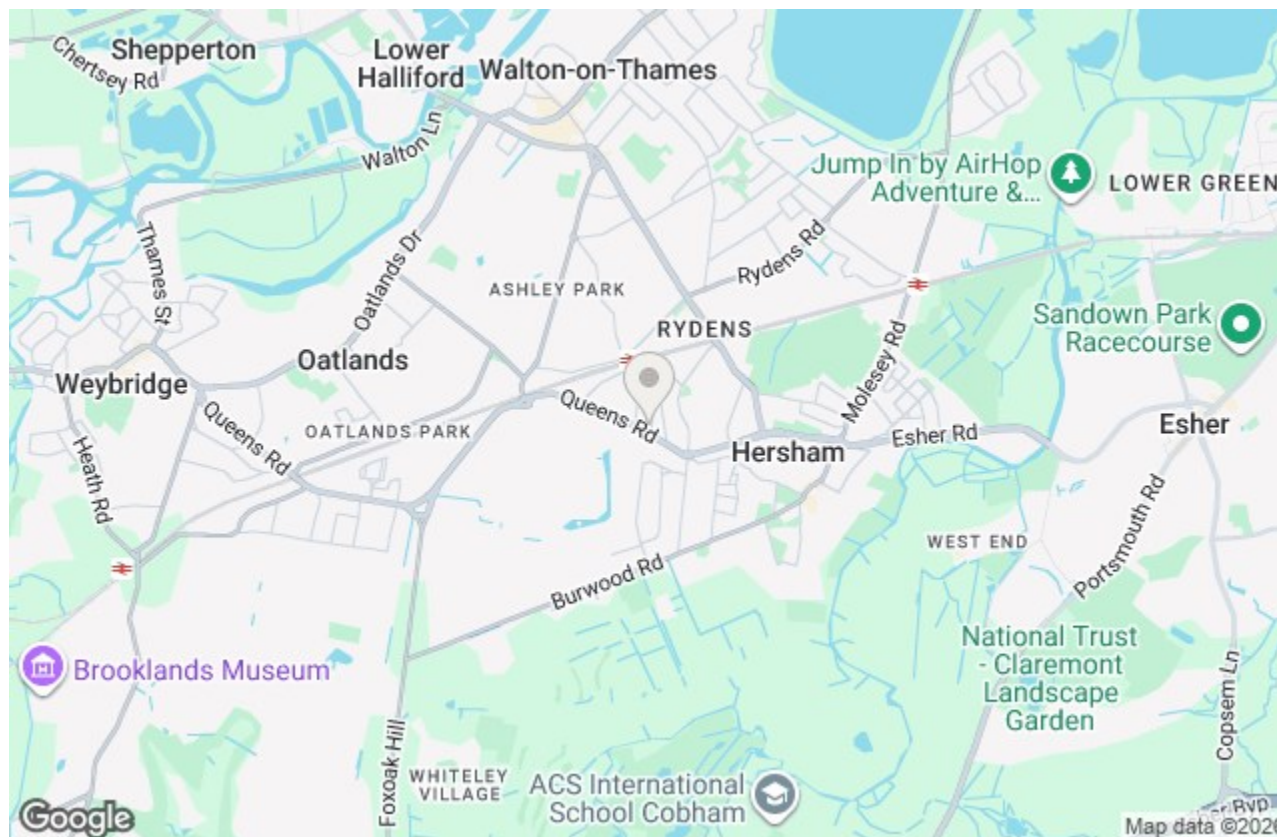 Shepperton
Chertsey Rd
Lower
Halliford
Walton-on-Thames
Walton Ln
Jump In by AirHop
Adventure &...
LOWER GREEN
Thames St
Oatlands Dr
ASHLEY PARK
Rydens Rd
RYDENS
Sandown Park
Racecourse
Oatlands
Weybridge
Queens Rd
OATLANDS PARK
Queens Rd
Molesey Rd
Hersham
Esher Rd
Esher
Heath Rd
Portsmouth Rd
WEST END
Burwood Rd
Brooklands Museum
National Trust
- Claremont
Landscape
Garden
Copsem Ln
Foxoak Hill
WHITELEY
VILLAGE
ACS International
School Cobham
Google
Byp
Map data ©202